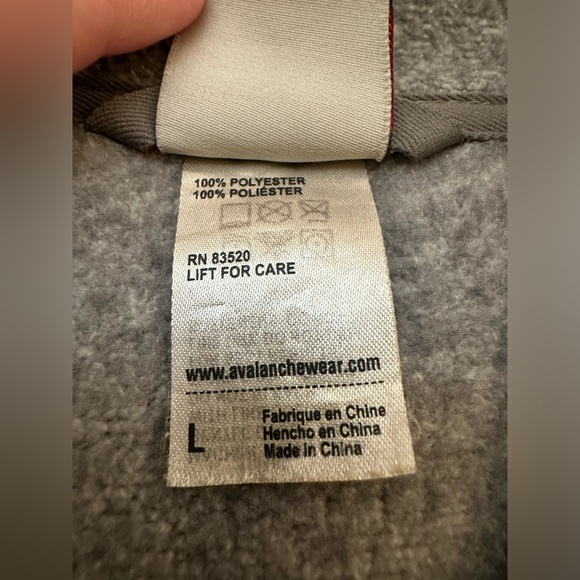 100% POLYESTER
100% POLIÉSTER
RN 83520
LIFT FOR CARE
www.avalanchewear.com
L
Fabrique en Chine
Hencho en China
Made in China